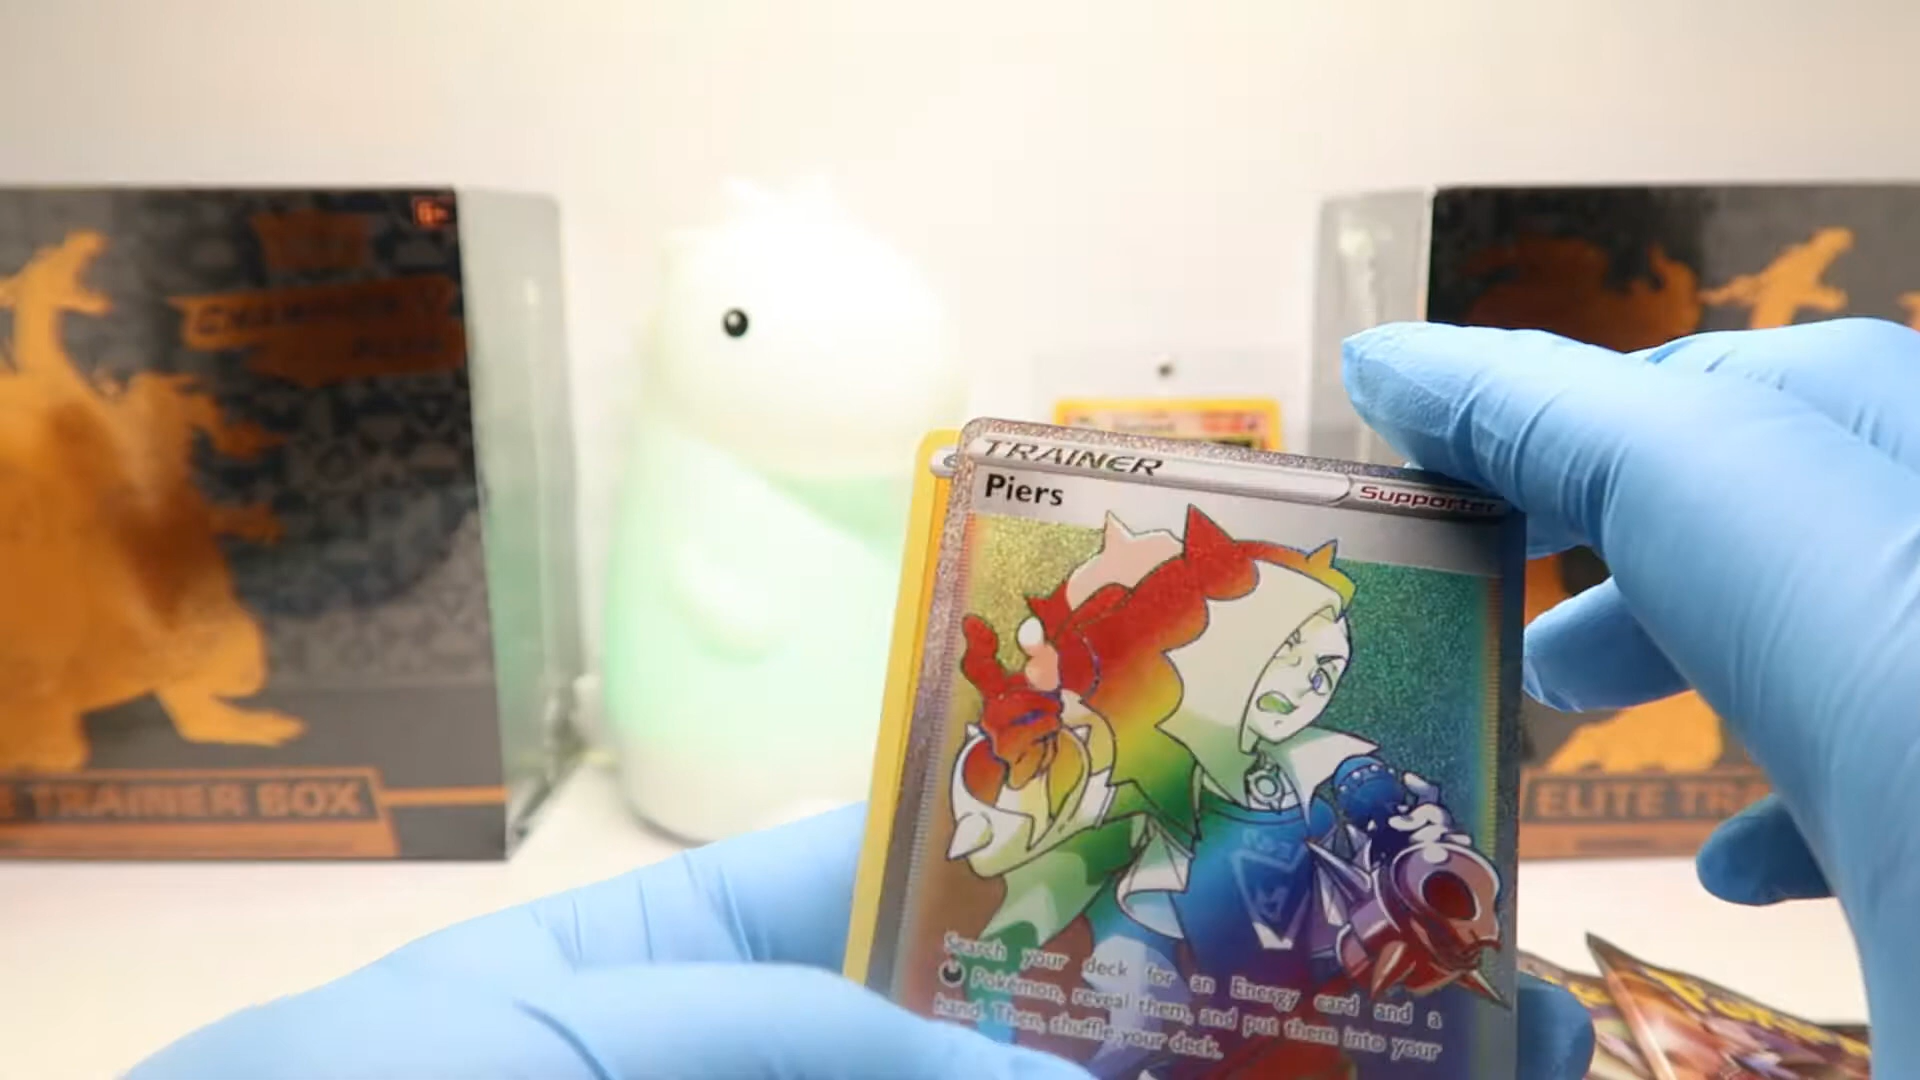 TRAINER
Supporter
Piers
Search your deck for an Energy card and a
Pokémon, reveal them, and put them into your
hand. Then, shuffle your deck.
TRAINER BOX
ELITE TRA